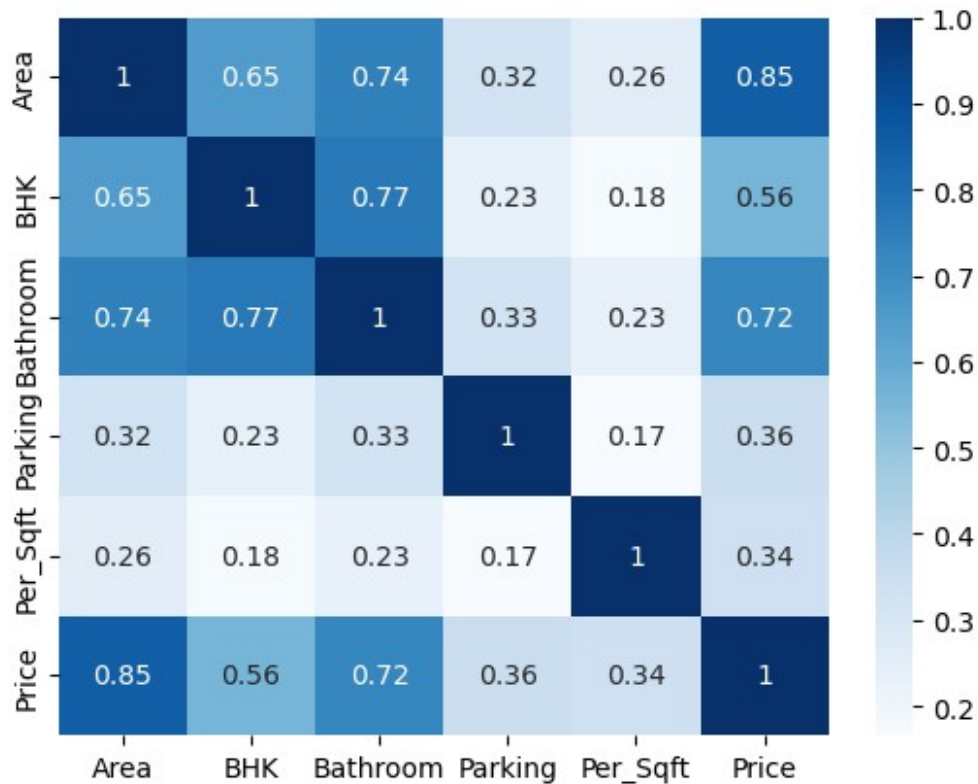 Area 1 0.65 0.74 0.32 0.26 0.85
BHK 0.65 1 0.77 0.23 0.18 0.56
Bathroom 0.74 0.77 1 0.33 0.23 0.72
Parking 0.32 0.23 0.33 1 0.17 0.36
Per_Sqft 0.26 0.18 0.23 0.17 1 0.34
Price 0.85 0.56 0.72 0.36 0.34 1
Area BHK Bathroom Parking Per_Sqft Price
1.0
0.9
0.8
0.7
0.6
0.5
0.4
0.3
0.2